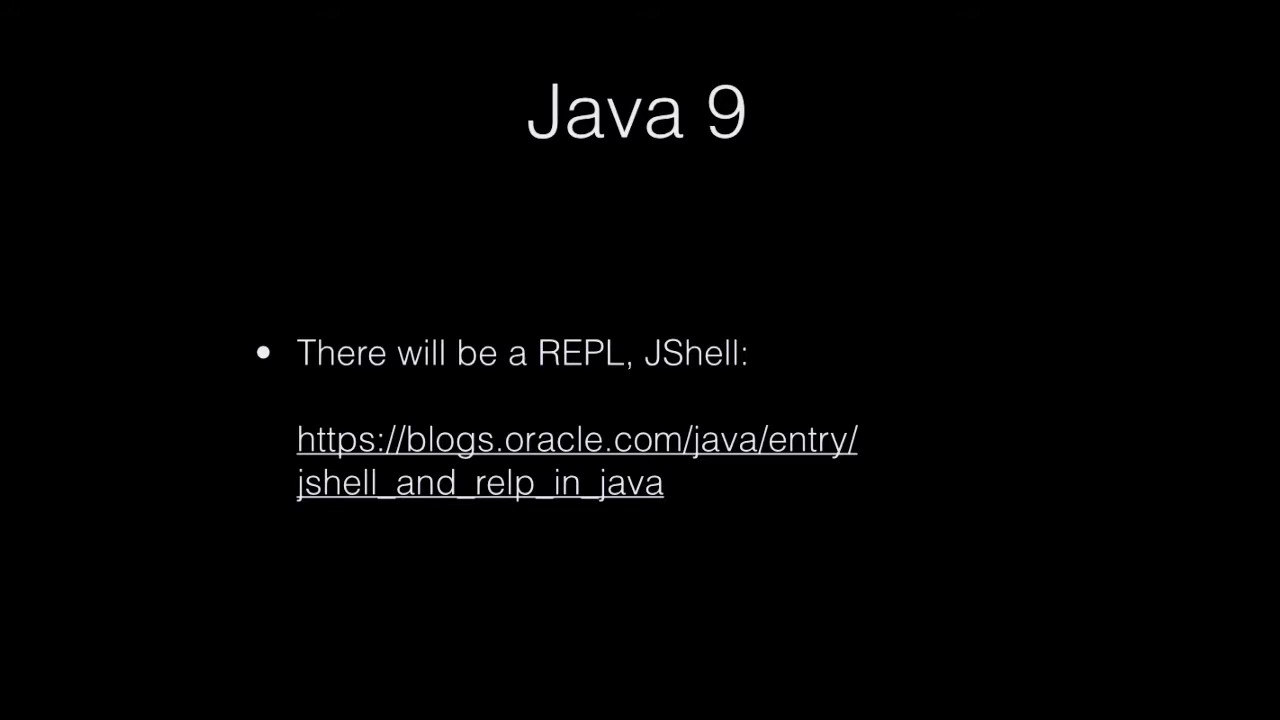 Java 9
• There will be a REPL, JShell:
https://blogs.oracle.com/java/entry/
jshell_and_relp_in_java